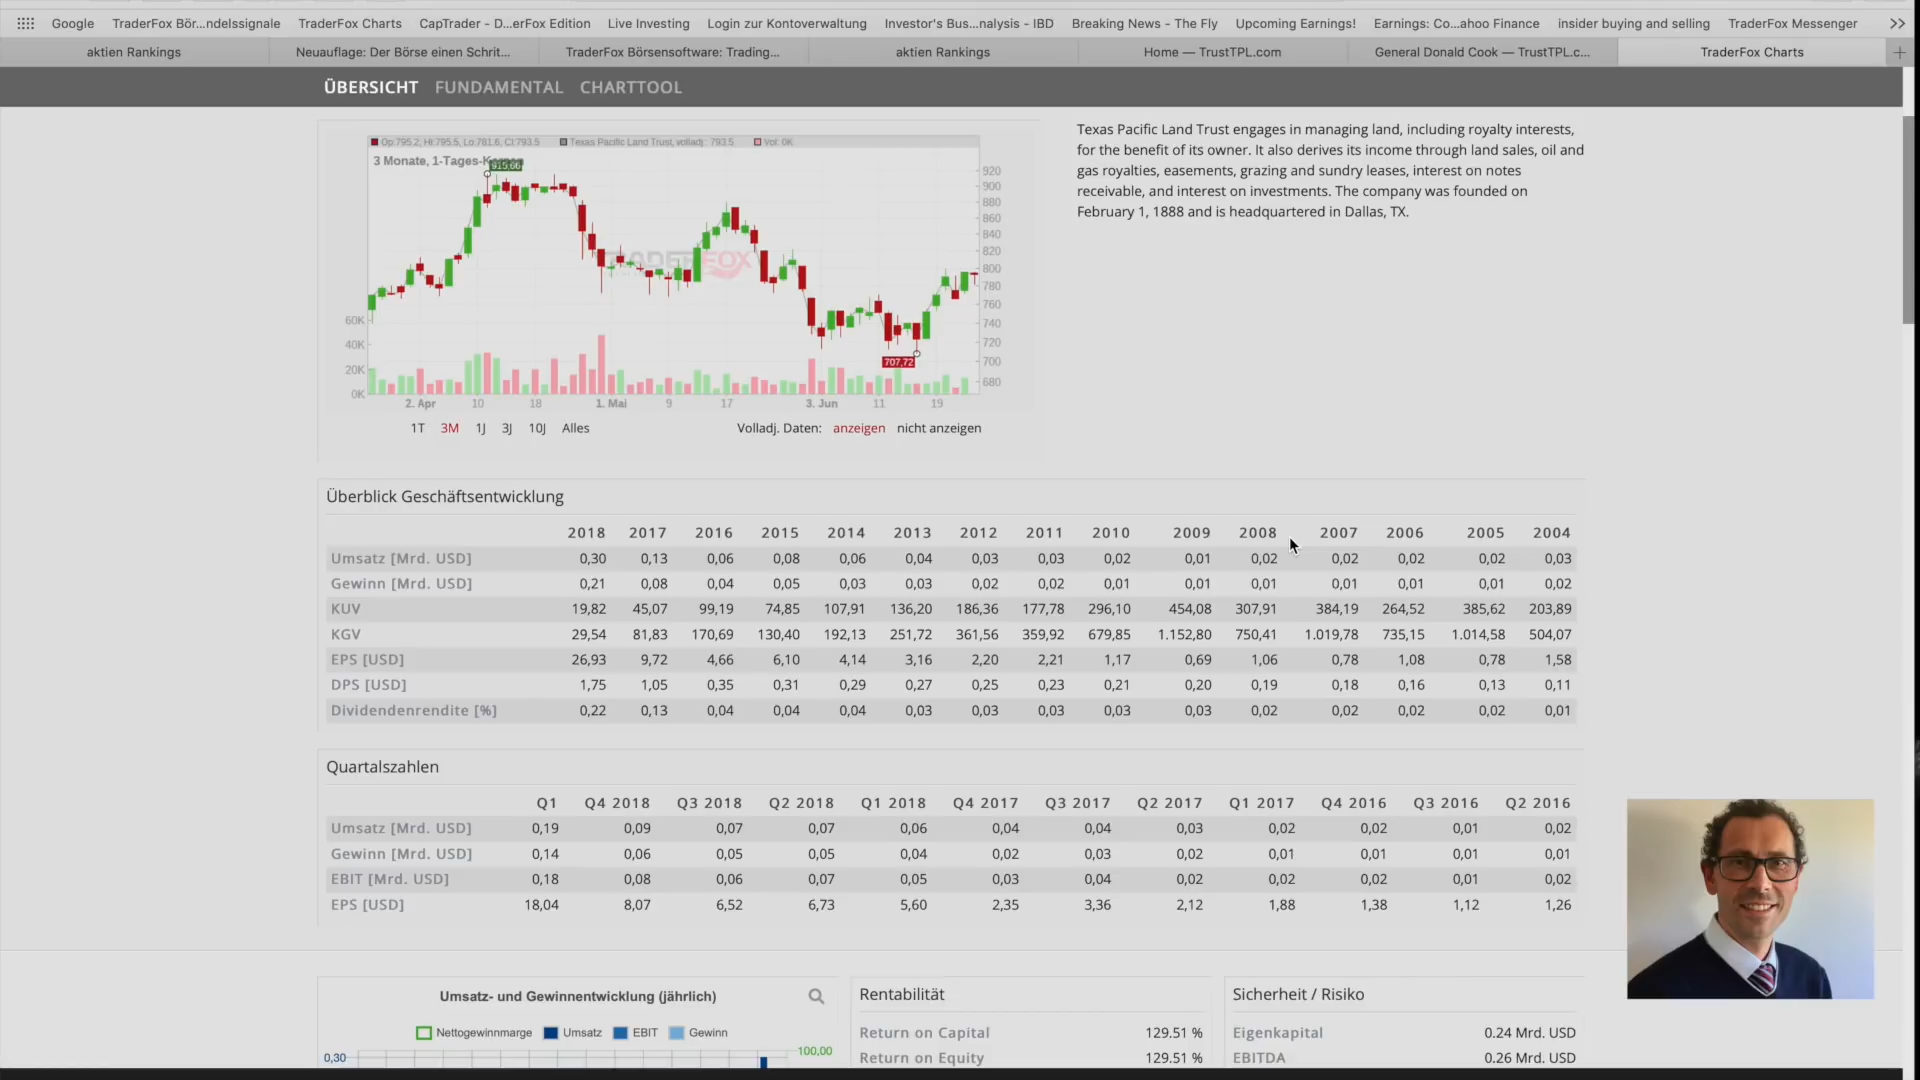 Google TraderFox Bör...ndelssignale TraderFox Charts CapTrader - D...erFox Edition Live Investing Login zur Kontoverwaltung Investor's Bus...nalysis - IBD Breaking News - The Fly Upcoming Earnings! Earnings: Co...ahoo Finance insider buying and selling TraderFox Messenger
aktien Rankings Neuauflage: Der Börse einen Schrit... TraderFox Börsensoftware: Trading... aktien Rankings Home — TrustTPL.com General Donald Cook — TrustTPL.c... TraderFox Charts
ÜBERSICHT FUNDAMENTAL CHARTTOOL
Op:795.2, Hi:795.5, Lo:781.6, Cl:793.5 Texas Pacific Land Trust, volladj.: 793.5 Vol: 0K
3 Monate, 1-Tages-Kerzen
915,66
920
900
880
860
840
820
800
780
760
740
720
700
680
60K
40K
20K
0K
TRADERFOX
707,72
2. Apr 10 18 1. Mai 9 17 3. Jun 11 19
1T 3M 1J 3J 10J Alles Volladj. Daten: anzeigen nicht anzeigen
Texas Pacific Land Trust engages in managing land, including royalty interests,
for the benefit of its owner. It also derives its income through land sales, oil and
gas royalties, easements, grazing and sundry leases, interest on notes
receivable, and interest on investments. The company was founded on
February 1, 1888 and is headquartered in Dallas, TX.
Überblick Geschäftsentwicklung
2018 2017 2016 2015 2014 2013 2012 2011 2010 2009 2008 2007 2006 2005 2004
Umsatz [Mrd. USD] 0,30 0,13 0,06 0,08 0,06 0,04 0,03 0,03 0,02 0,01 0,02 0,02 0,02 0,02 0,03
Gewinn [Mrd. USD] 0,21 0,08 0,04 0,05 0,03 0,03 0,02 0,02 0,01 0,01 0,01 0,01 0,01 0,01 0,02
KUV 19,82 45,07 99,19 74,85 107,91 136,20 186,36 177,78 296,10 454,08 307,91 384,19 264,52 385,62 203,89
KGV 29,54 81,83 170,69 130,40 192,13 251,72 361,56 359,92 679,85 1.152,80 750,41 1.019,78 735,15 1.014,58 504,07
EPS [USD] 26,93 9,72 4,66 6,10 4,14 3,16 2,20 2,21 1,17 0,69 1,06 0,78 1,08 0,78 1,58
DPS [USD] 1,75 1,05 0,35 0,31 0,29 0,27 0,25 0,23 0,21 0,20 0,19 0,18 0,16 0,13 0,11
Dividendenrendite [%] 0,22 0,13 0,04 0,04 0,04 0,03 0,03 0,03 0,03 0,03 0,02 0,02 0,02 0,02 0,01
Quartalszahlen
Q1 Q4 2018 Q3 2018 Q2 2018 Q1 2018 Q4 2017 Q3 2017 Q2 2017 Q1 2017 Q4 2016 Q3 2016 Q2 2016
Umsatz [Mrd. USD] 0,19 0,09 0,07 0,07 0,06 0,04 0,04 0,03 0,02 0,02 0,01 0,02
Gewinn [Mrd. USD] 0,14 0,06 0,05 0,05 0,04 0,02 0,03 0,02 0,01 0,01 0,01 0,01
EBIT [Mrd. USD] 0,18 0,08 0,06 0,07 0,05 0,03 0,04 0,02 0,02 0,02 0,01 0,02
EPS [USD] 18,04 8,07 6,52 6,73 5,60 2,35 3,36 2,12 1,88 1,38 1,12 1,26
Umsatz- und Gewinnentwicklung (jährlich)
Nettogewinnmarge Umsatz EBIT Gewinn
0,30 100,00
Rentabilität
Return on Capital 129.51 %
Return on Equity 129.51 %
Sicherheit / Risiko
Eigenkapital 0.24 Mrd. USD
EBITDA 0.26 Mrd. USD